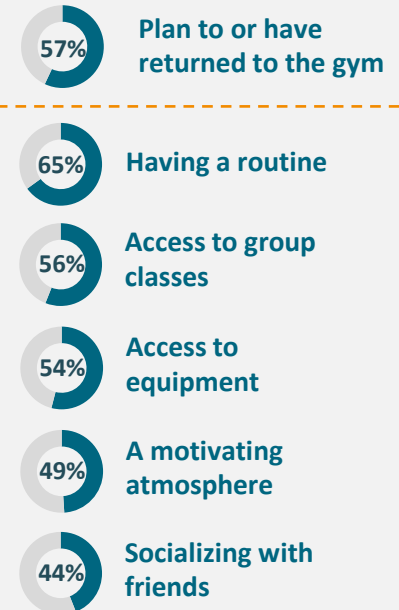 57%
Plan to or have
returned to the gym
65%
Having a routine
56%
Access to group
classes
54%
Access to
equipment
49%
A motivating
atmosphere
44%
Socializing with
friends